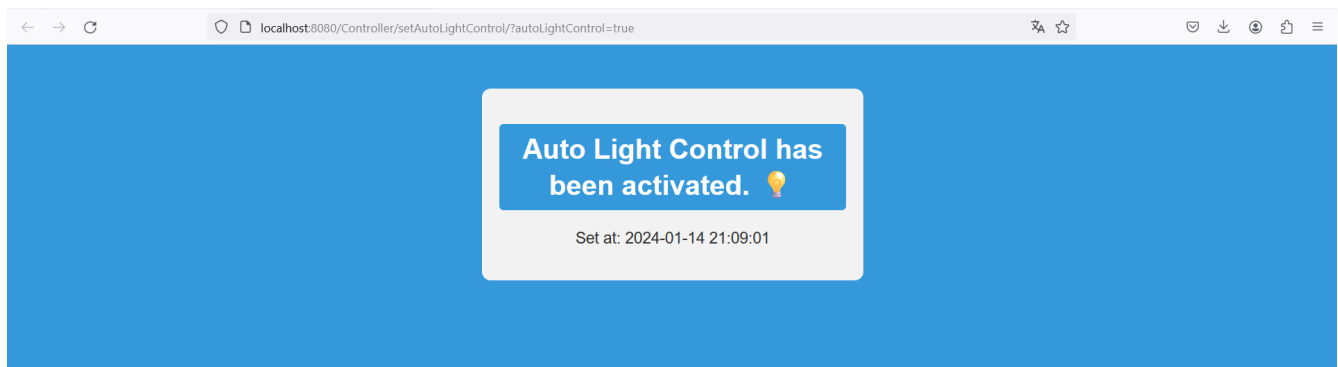 localhost:8080/Controller/setAutoLightControl/?autoLightControl=true
Auto Light Control has
been activated. 💡
Set at: 2024-01-14 21:09:01